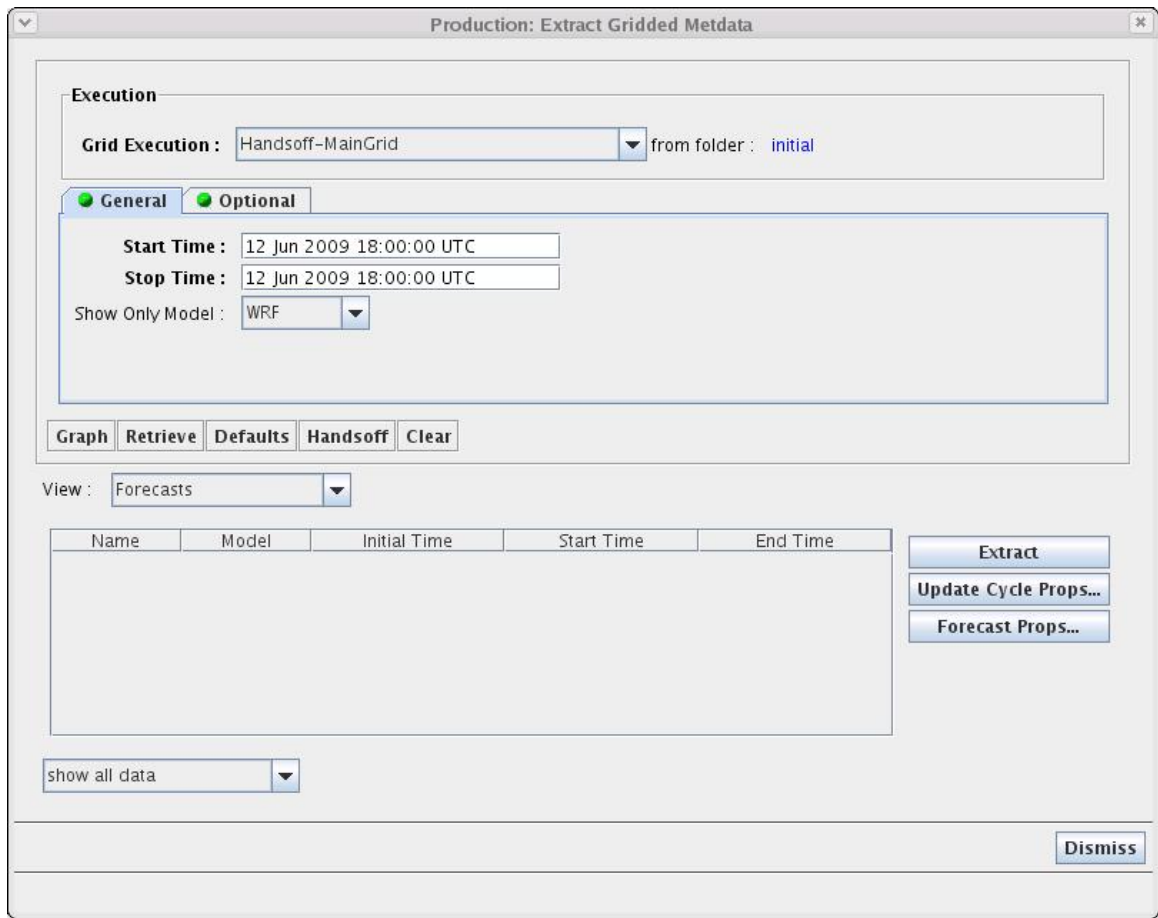 Production: Extract Gridded Metdata
Execution
Grid Execution : Handsoff-MainGrid from folder : initial
General Optional
Start Time : 12 Jun 2009 18:00:00 UTC
Stop Time : 12 Jun 2009 18:00:00 UTC
Show Only Model : WRF
Graph Retrieve Defaults Handsoff Clear
View : Forecasts
Name Model Initial Time Start Time End Time
Extract
Update Cycle Props...
Forecast Props...
show all data
Dismiss